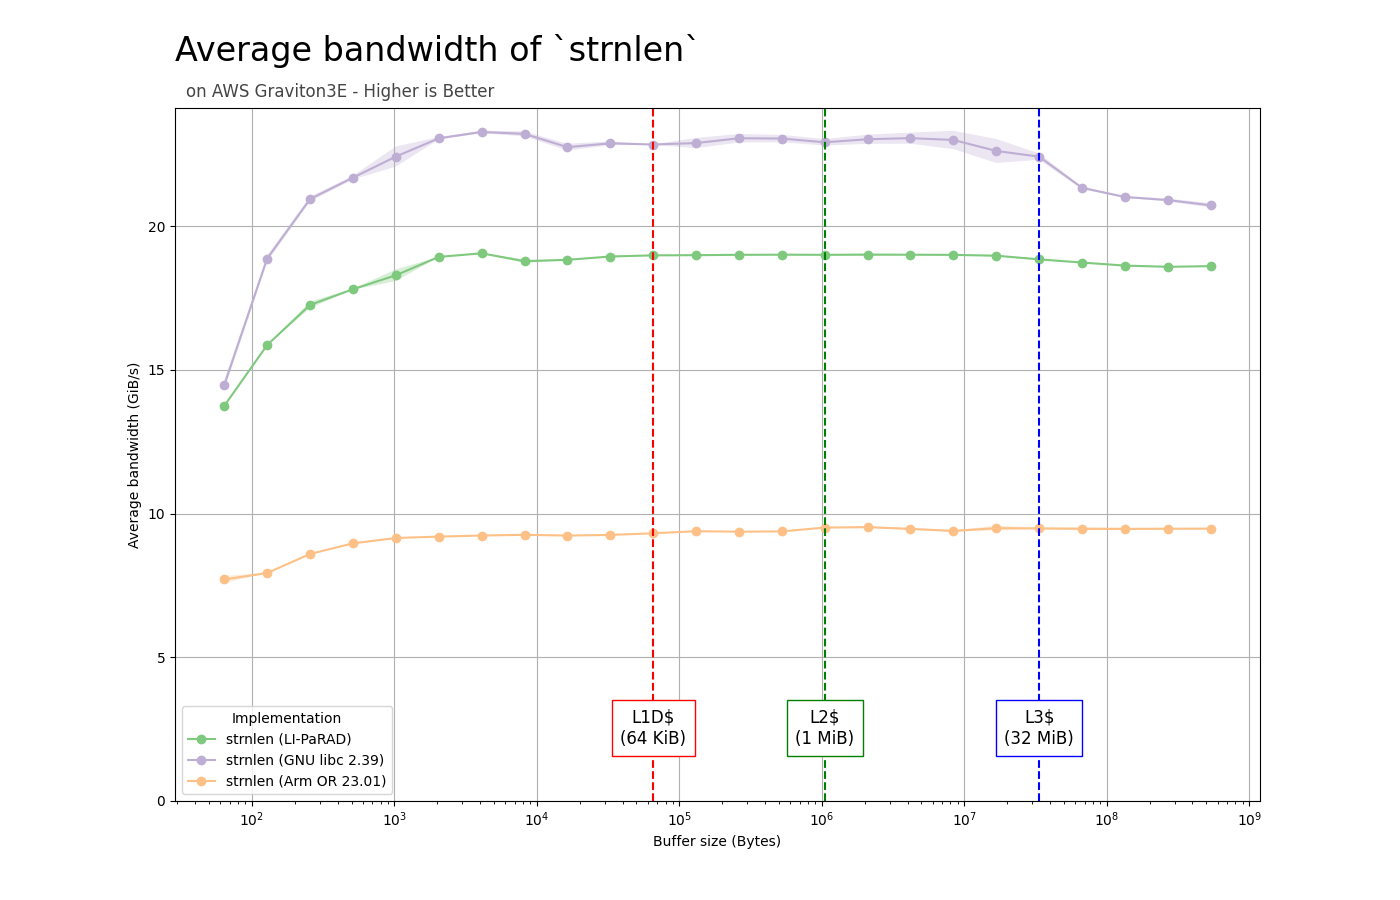 Average bandwidth of `strnlen`
on AWS Graviton3E - Higher is Better
Average bandwidth (GiB/s)
20
15
10
5
0
L1D$
(64 KiB)
L2$
(1 MiB)
L3$
(32 MiB)
Implementation
strnlen (LI-PaRAD)
strnlen (GNU libc 2.39)
strnlen (Arm OR 23.01)
10² 10³ 10⁴ 10⁵ 10⁶ 10⁷ 10⁸ 10⁹
Buffer size (Bytes)